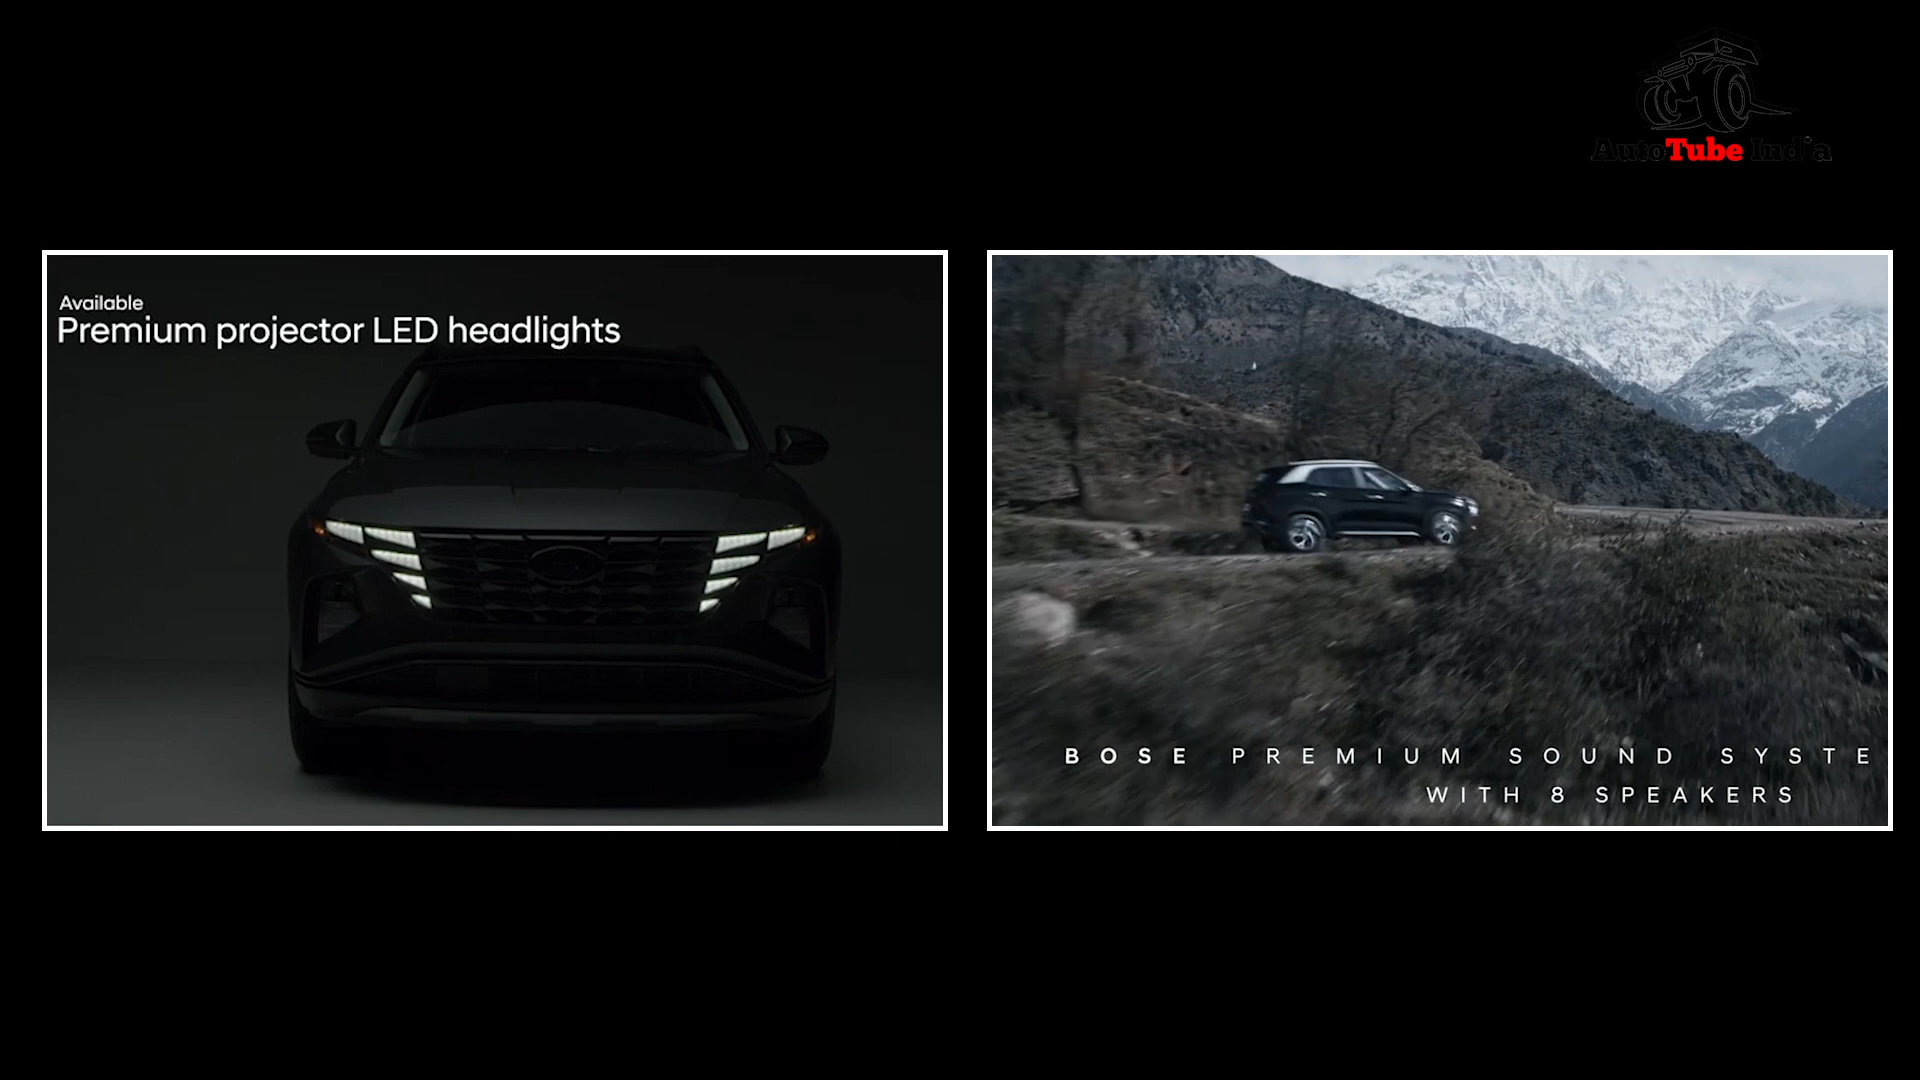 AutoTube India
Available
Premium projector LED headlights
BOSE PREMIUM SOUND SYSTE
WITH 8 SPEAKERS